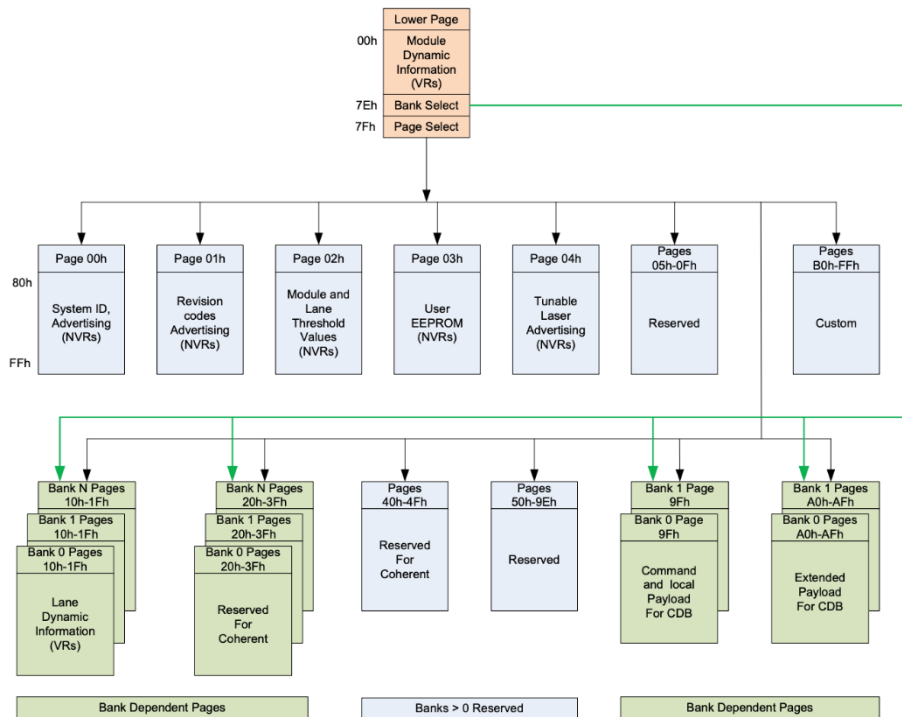 Lower Page
00h
Module
Dynamic
Information
(VRs)
7Eh
Bank Select
7Fh
Page Select
Page 00h
80h
System ID,
Advertising
(NVRs)
FFh
Page 01h
Revision
codes
Advertising
(NVRs)
Page 02h
Module and
Lane
Threshold
Values
(NVRs)
Page 03h
User
EEPROM
(NVRs)
Page 04h
Tunable
Laser
Advertising
(NVRs)
Pages
05h-0Fh
Reserved
Pages
B0h-FFh
Custom
Bank N Pages
10h-1Fh
Bank 1 Pages
10h-1Fh
Bank 0 Pages
10h-1Fh
Lane
Dynamic
Information
(VRs)
Bank N Pages
20h-3Fh
Bank 1 Pages
20h-3Fh
Bank 0 Pages
20h-3Fh
Reserved
For
Coherent
Pages
40h-4Fh
Reserved
For
Coherent
Pages
50h-9Eh
Reserved
Bank 1 Page
9Fh
Bank 0 Page
9Fh
Command
and local
Payload
For CDB
Bank 1 Pages
A0h-AFh
Bank 0 Pages
A0h-AFh
Extended
Payload
For CDB
Bank Dependent Pages
Banks > 0 Reserved
Bank Dependent Pages